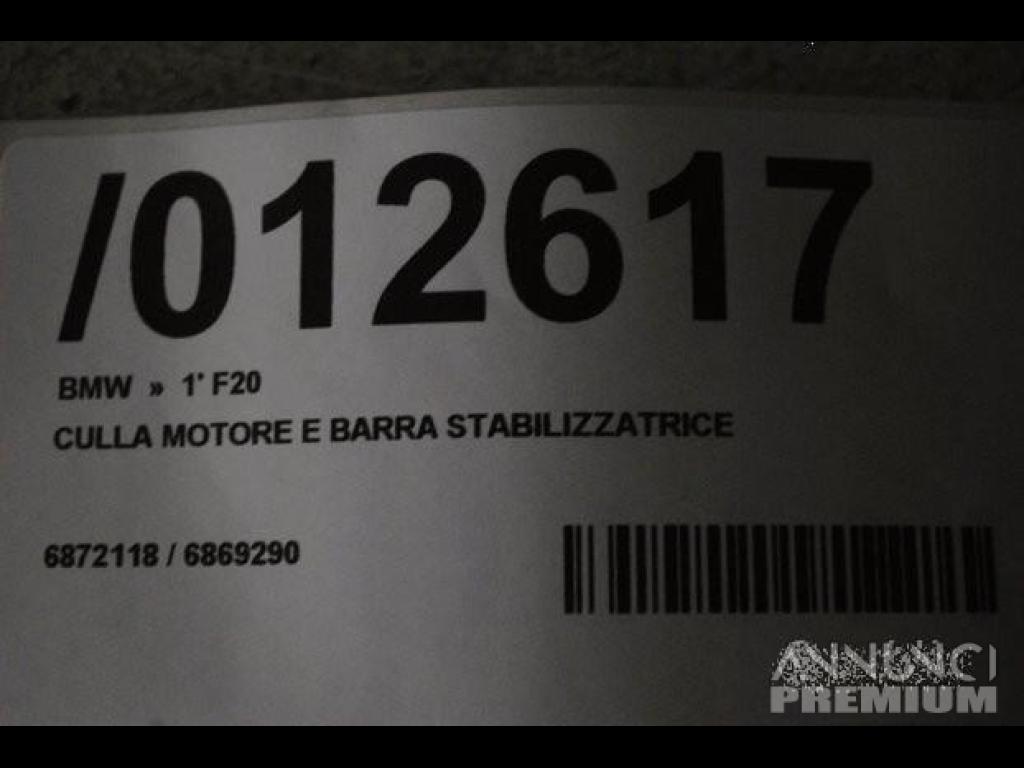 /012617
BMW » 1* F20
CULLA MOTORE E BARRA STABILIZZATRICE
6872118 / 6869290
ANNUNCI
PREMIUM